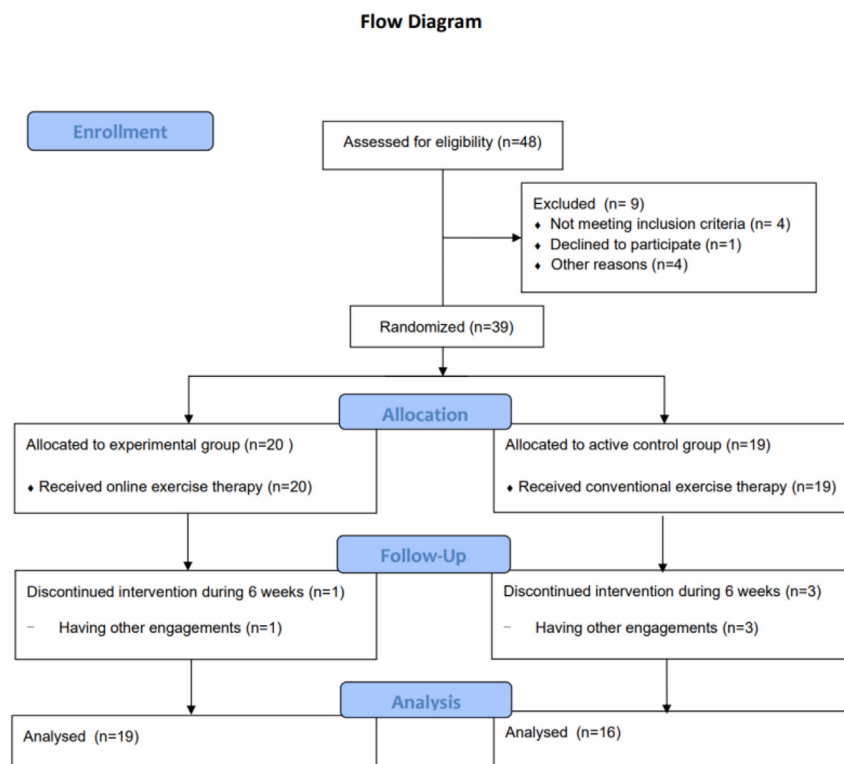 Flow Diagram
Enrollment
Assessed for eligibility (n=48)
Excluded (n= 9)
♦ Not meeting inclusion criteria (n= 4)
♦ Declined to participate (n=1)
♦ Other reasons (n=4)
Randomized (n=39)
Allocation
Allocated to experimental group (n=20 )
♦ Received online exercise therapy (n=20)
Allocated to active control group (n=19)
♦ Received conventional exercise therapy (n=19)
Follow-Up
Discontinued intervention during 6 weeks (n=1)
− Having other engagements (n=1)
Discontinued intervention during 6 weeks (n=3)
− Having other engagements (n=3)
Analysis
Analysed (n=19)
Analysed (n=16)